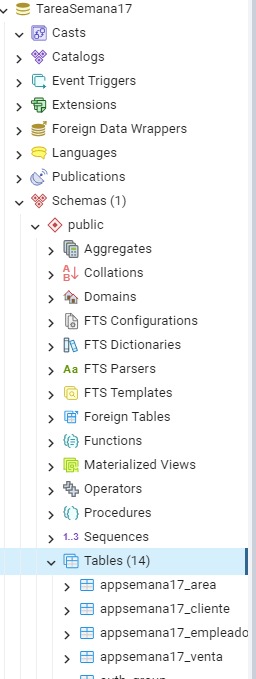 TareaSemana17
Casts
Catalogs
Event Triggers
Extensions
Foreign Data Wrappers
Languages
Publications
Schemas (1)
public
Aggregates
Collations
Domains
FTS Configurations
FTS Dictionaries
Aa FTS Parsers
FTS Templates
Foreign Tables
Functions
Materialized Views
Operators
Procedures
1..3 Sequences
Tables (14)
appsemana17_area
appsemana17_cliente
appsemana17_empleado
appsemana17_venta